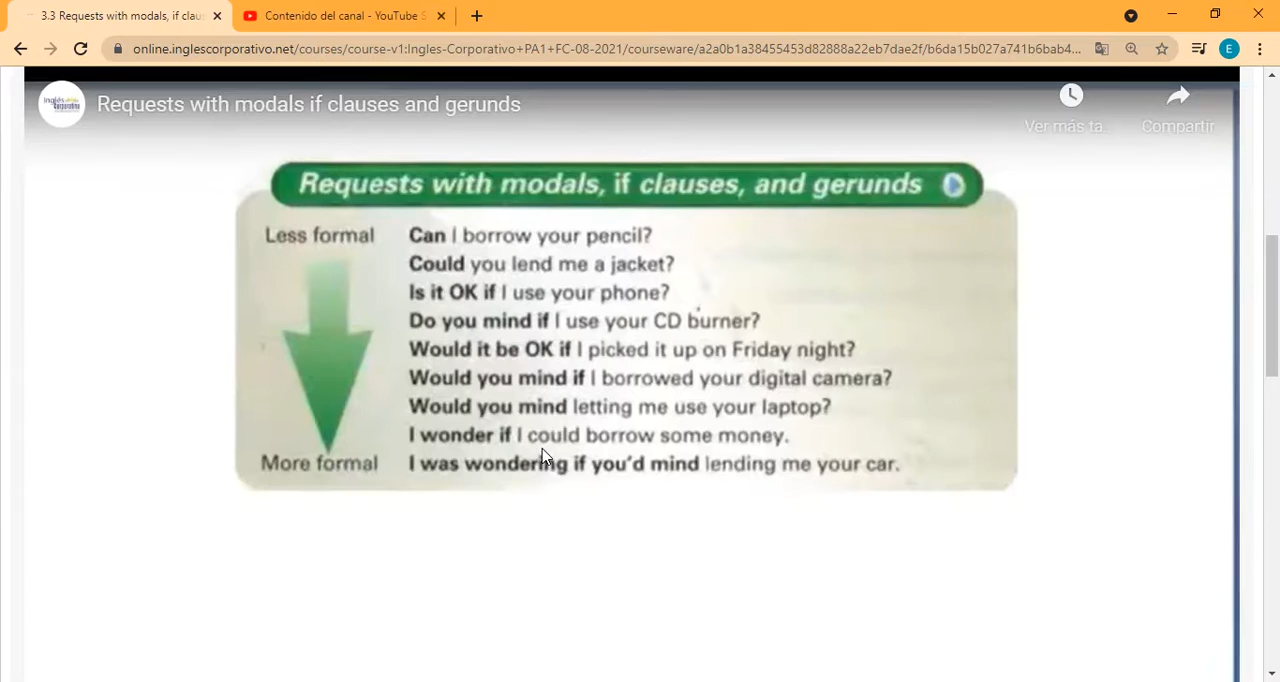 3.3 Requests with modals, if clau
Contenido del canal - YouTube S
online.inglescorporativo.net/courses/course-v1:Ingles-Corporativo+PA1+FC-08-2021/courseware/a2a0b1a38455453d82888a22eb7dae2f/b6da15b027a741b6bab4...
E
Requests with modals if clauses and gerunds
Ver más ta...
Compartir
Requests with modals, if clauses, and gerunds
Less formal
Can I borrow your pencil?
Could you lend me a jacket?
Is it OK if I use your phone?
Do you mind if I use your CD burner?
Would it be OK if I picked it up on Friday night?
Would you mind if I borrowed your digital camera?
Would you mind letting me use your laptop?
I wonder if I could borrow some money.
More formal
I was wondering if you'd mind lending me your car.